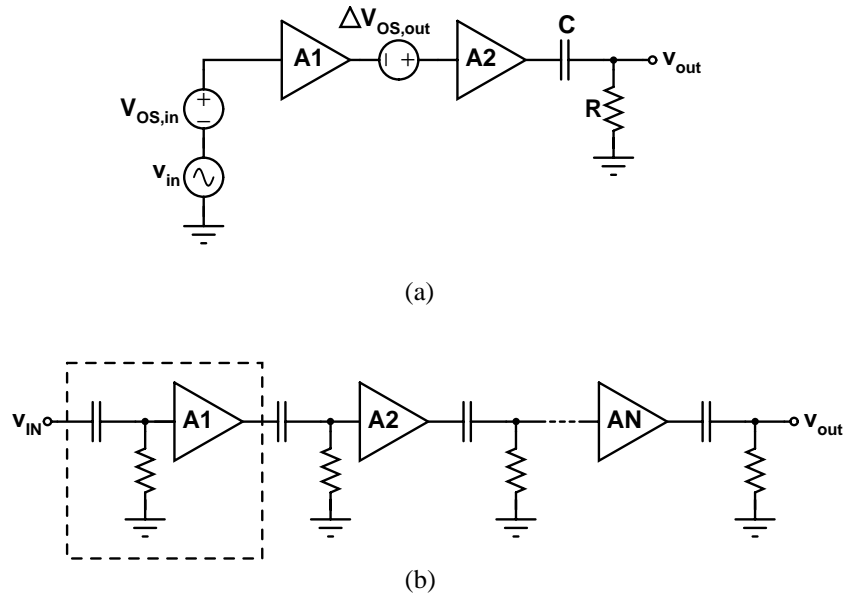 ΔV_OS,out
A1
A2
C
v_out
V_OS,in
R
v_in
(a)
A1
A2
AN
v_IN
v_out
(b)